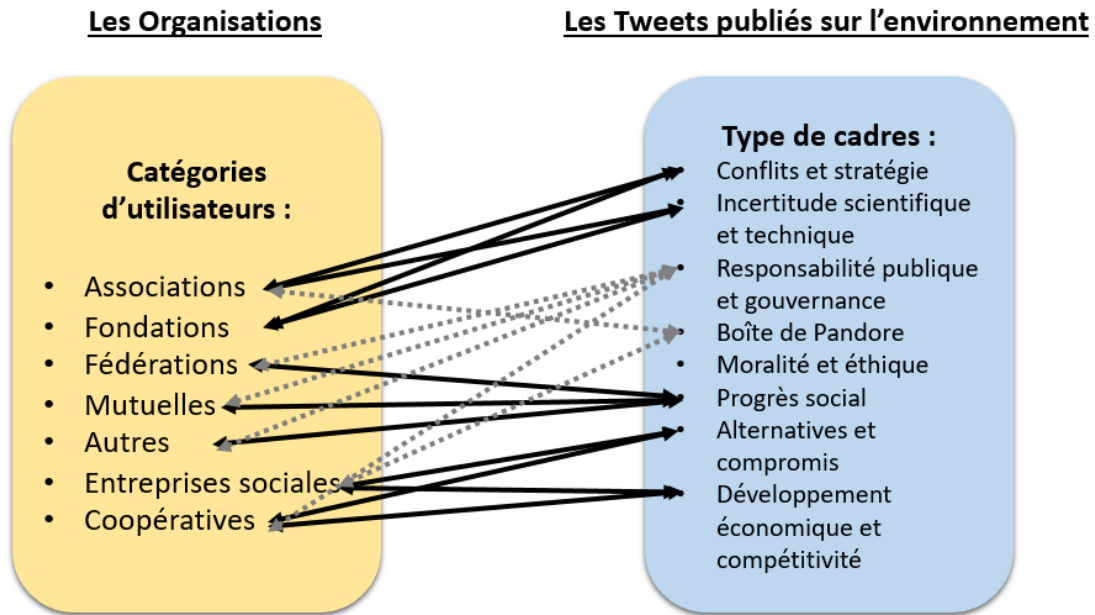 Les Organisations
Les Tweets publiés sur l'environnement
Catégories
d'utilisateurs :
• Associations
• Fondations
• Fédérations
• Mutuelles
• Autres
• Entreprises sociales
• Coopératives
Type de cadres :
• Conflits et stratégie
• Incertitude scientifique
et technique
• Responsabilité publique
et gouvernance
• Boîte de Pandore
• Moralité et éthique
• Progrès social
• Alternatives et
compromis
• Développement
économique et
compétitivité